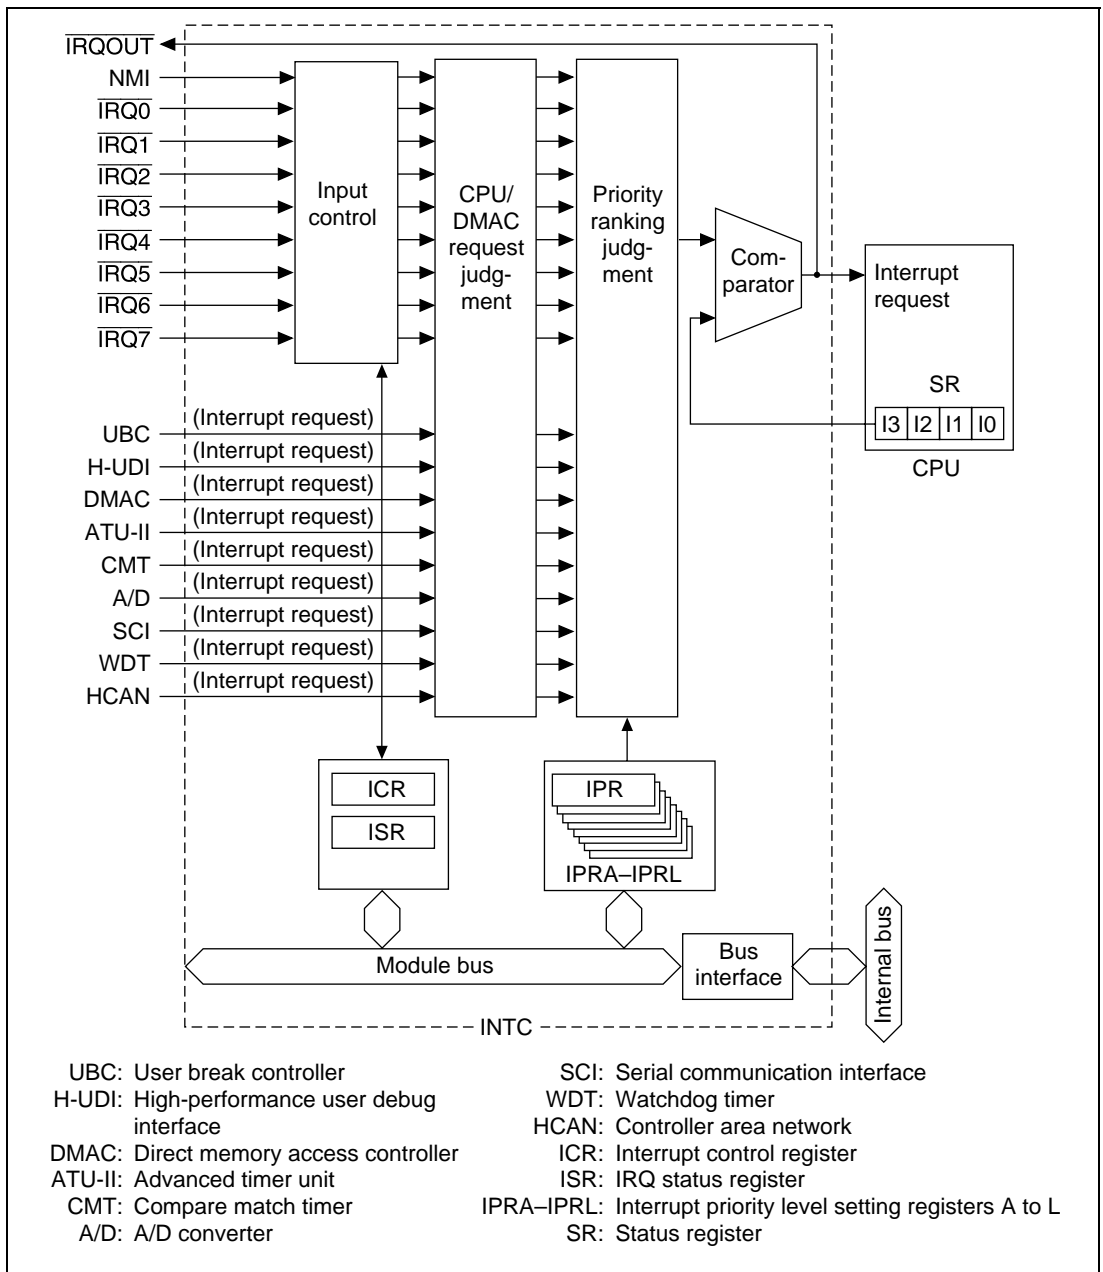 IRQOUT
NMI
IRQ0
IRQ1
IRQ2
IRQ3
IRQ4
IRQ5
IRQ6
IRQ7
Input
control
CPU/
DMAC
request
judg-
ment
Priority
ranking
judg-
ment
Com-
parator
Interrupt
request
SR
I3 I2 I1 I0
CPU
UBC
(Interrupt request)
H-UDI
(Interrupt request)
DMAC
(Interrupt request)
ATU-II
(Interrupt request)
CMT
(Interrupt request)
A/D
(Interrupt request)
SCI
(Interrupt request)
WDT
(Interrupt request)
HCAN
(Interrupt request)
ICR
ISR
IPR
IPRA–IPRL
Module bus
Bus
interface
Internal bus
INTC
UBC: User break controller
H-UDI: High-performance user debug
interface
DMAC: Direct memory access controller
ATU-II: Advanced timer unit
CMT: Compare match timer
A/D: A/D converter
SCI: Serial communication interface
WDT: Watchdog timer
HCAN: Controller area network
ICR: Interrupt control register
ISR: IRQ status register
IPRA–IPRL: Interrupt priority level setting registers A to L
SR: Status register